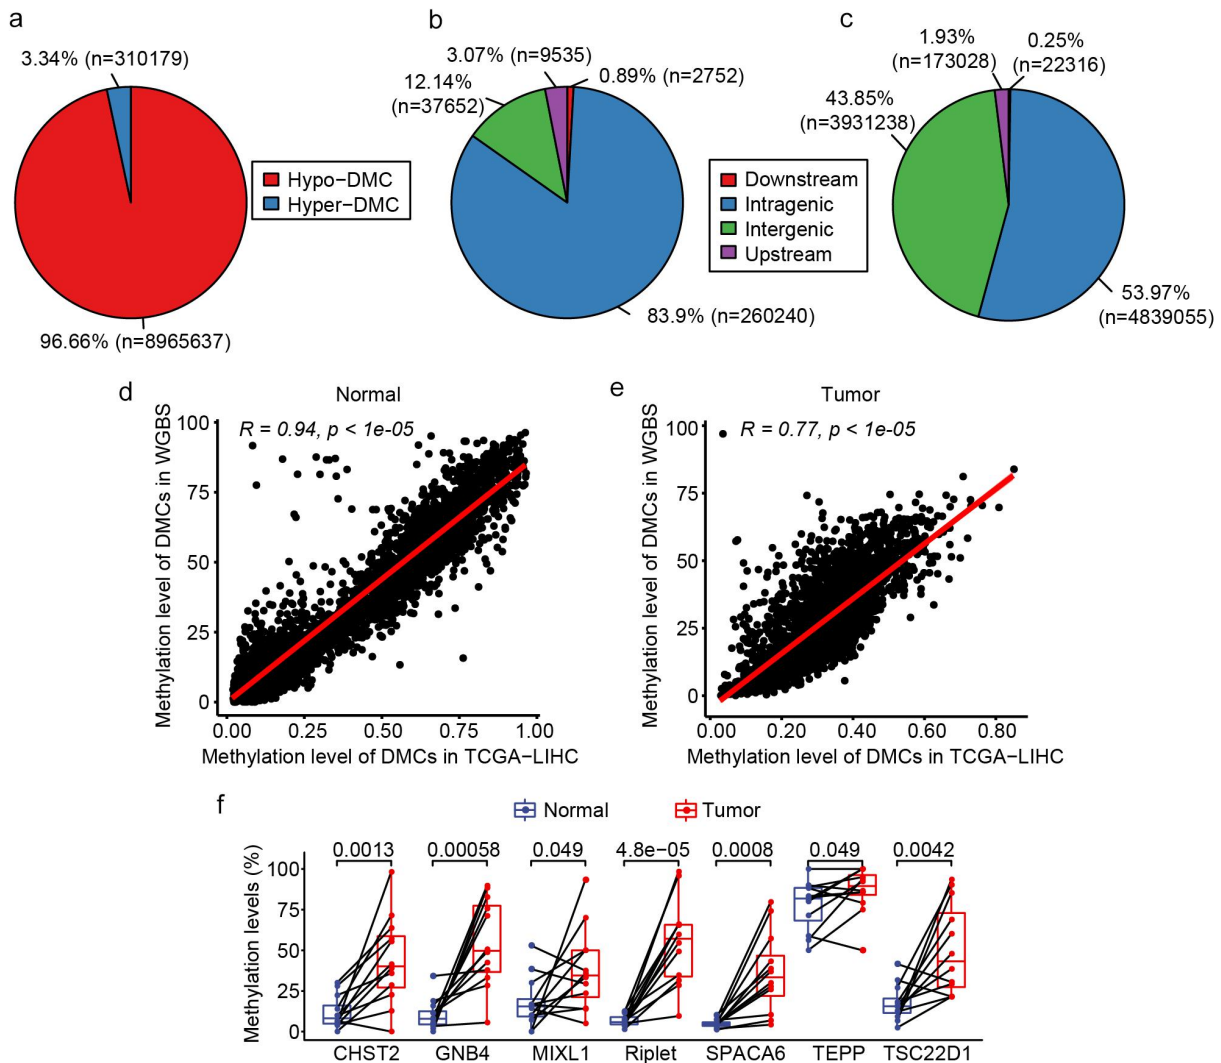 a
3.34% (n=310179)
Hypo−DMC
Hyper−DMC
96.66% (n=8965637)
b
3.07% (n=9535)
0.89% (n=2752)
12.14%
(n=37652)
83.9% (n=260240)
Downstream
Intragenic
Intergenic
Upstream
c
1.93%
(n=173028)
0.25%
(n=22316)
43.85%
(n=3931238)
53.97%
(n=4839055)
d
Normal
R = 0.94, p < 1e-05
Methylation level of DMCs in WGBS
100
75
50
25
0
0.00 0.25 0.50 0.75 1.00
Methylation level of DMCs in TCGA−LIHC
e
Tumor
R = 0.77, p < 1e-05
Methylation level of DMCs in WGBS
100
75
50
25
0
0.00 0.20 0.40 0.60 0.80
Methylation level of DMCs in TCGA−LIHC
f
Normal Tumor
Methylation levels (%)
0.0013 0.00058 0.049 4.8e-05 0.0008 0.049 0.0042
100
75
50
25
0
CHST2 GNB4 MIXL1 Riplet SPACA6 TEPP TSC22D1